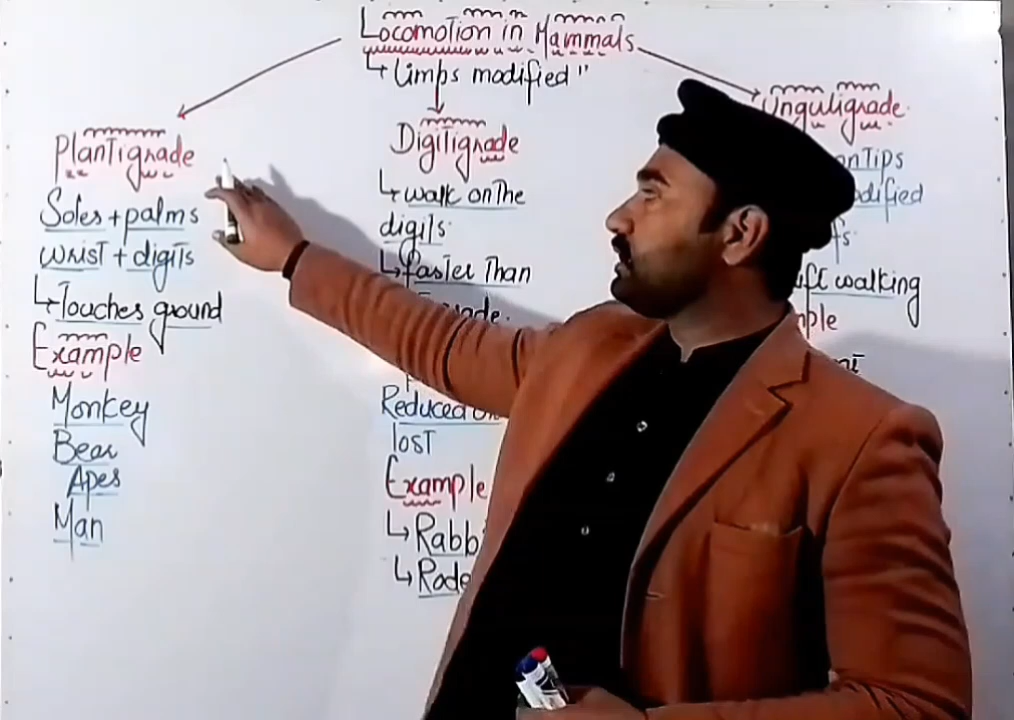 Locomotion in Mammals
Limbs modified"
Plantigrade
Soles + palms
wrist + digits
Touches ground
Example
Monkey
Bear
Apes
Man
Digitigrade
walk on the
digits.
faster Than
Reduced
lost
Example
Unguligrade
Tips
walking